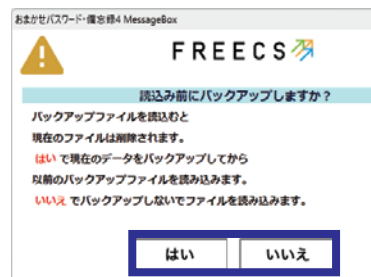 おまかせパスワード・備忘録4 MessageBox
FREECS
読込み前にバックアップしますか？
バックアップファイルを読込むと
現在のファイルは削除されます。
はい で現在のデータをバックアップしてから
以前のバックアップファイルを読み込みます。
いいえ でバックアップしないでファイルを読み込みます。
はい いいえ